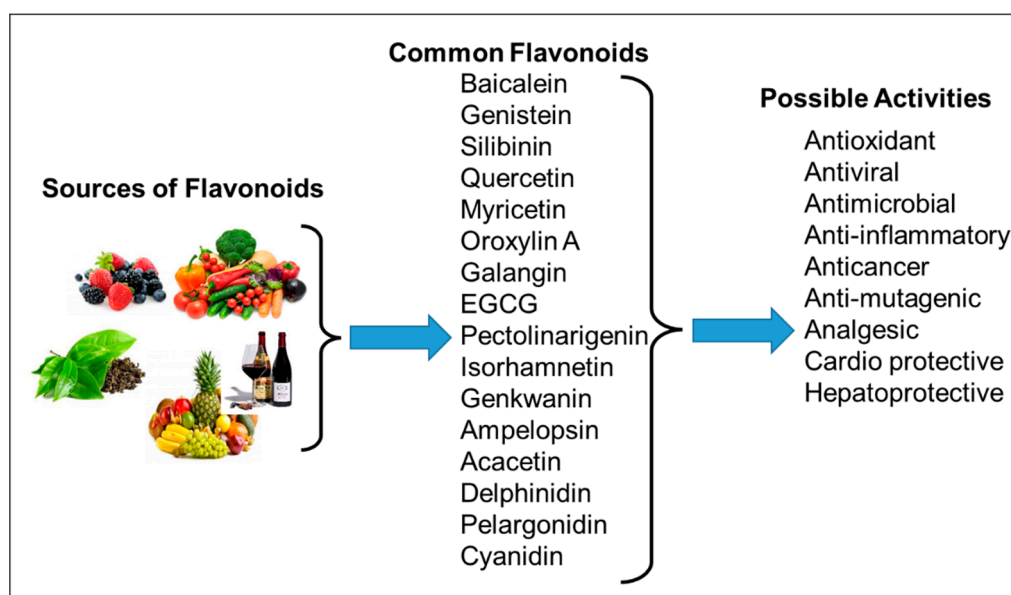 Sources of Flavonoids
Common Flavonoids
Baicalein
Genistein
Silibinin
Quercetin
Myricetin
Oroxylin A
Galangin
EGCG
Pectolinarigenin
Isorhamnetin
Genkwanin
Ampelopsin
Acacetin
Delphinidin
Pelargonidin
Cyanidin
Possible Activities
Antioxidant
Antiviral
Antimicrobial
Anti-inflammatory
Anticancer
Anti-mutagenic
Analgesic
Cardio protective
Hepatoprotective